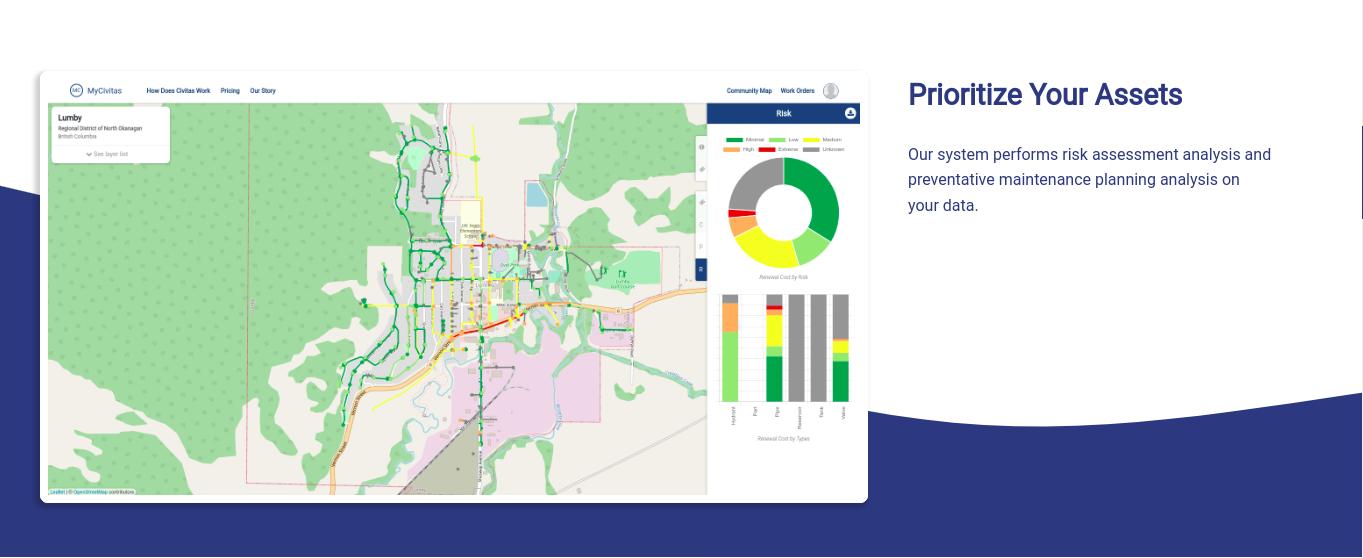 MC MyCivitas How Does Civitas Work Pricing Our Story Community Map Work Orders
Lumby
Regional District of North Okanagan
British Columbia
See layer list
Risk
Minimal Low Medium
High Extreme Unknown
Renewal Cost by Risk
Hydrant Fort Pipe Reservoir Tank Valve
Renewal Cost by Types
Leaflet | © OpenStreetMap contributors
Prioritize Your Assets
Our system performs risk assessment analysis and
preventative maintenance planning analysis on
your data.